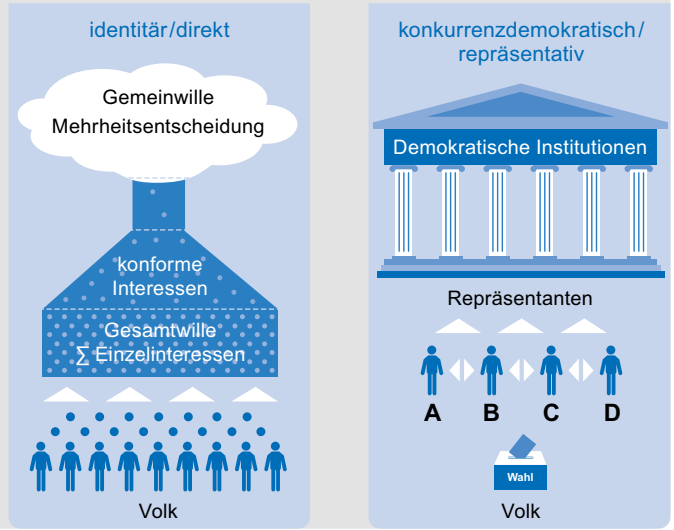 identitär/direkt
Gemeinwille
Mehrheitsentscheidung
konforme
Interessen
Gesamtwille
∑ Einzelinteressen
Volk
konkurrenzdemokratisch/
repräsentativ
Demokratische Institutionen
Repräsentanten
A B C D
Wahl
Volk